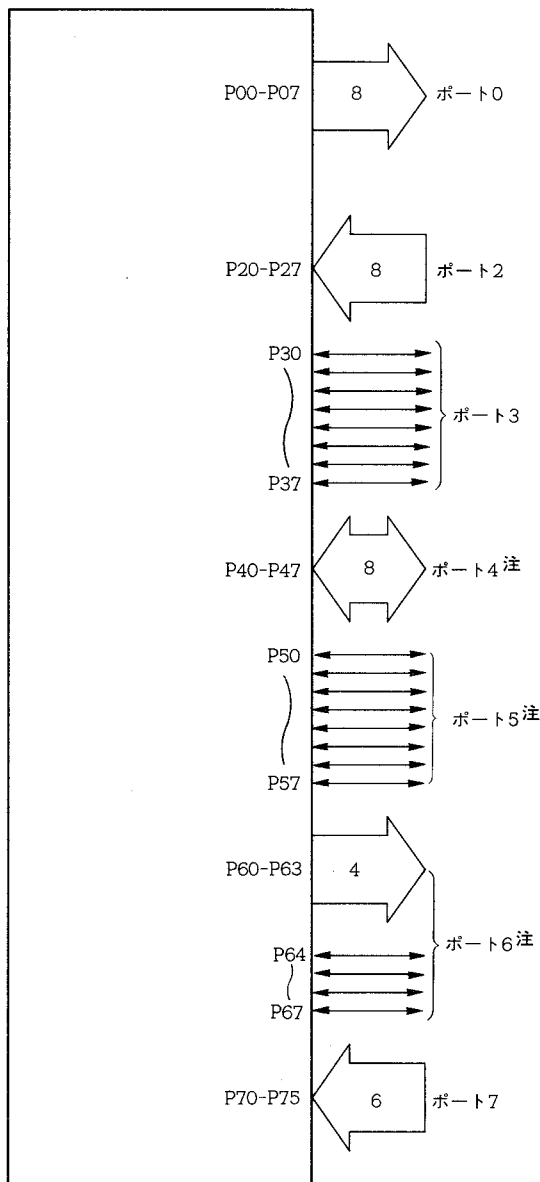 P00-P07 8 ポート0
P20-P27 8 ポート2
P30
ポート3
P37
P40-P47 8 ポート4注
P50
ポート5注
P57
P60-P63 4
ポート6注
P64
P67
P70-P75 6 ポート7